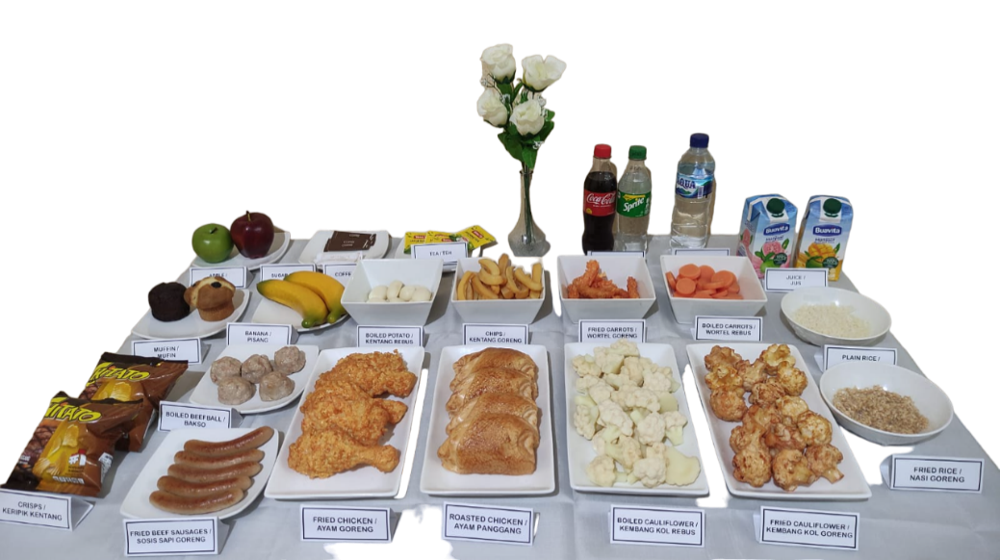 Coca-Cola
Sprite
AQUA
Buavita
Buavita
APPLE /
SUGAR
COFFE
TEA / TEH
JUICE /
JUS
MUFFIN /
MUFIN
BANANA /
PISANG
BOILED POTATO /
KENTANG REBUS
CHIPS /
KENTANG GORENG
FRIED CARROTS /
WORTEL GORENG
BOILED CARROTS /
WORTEL REBUS
PLAIN RICE /
BOILED BEEFBALL /
BAKSO
FRIED RICE /
NASI GORENG
CRISPS /
KERIPIK KENTANG
FRIED BEEF SAUSAGES /
SOSIS SAPI GORENG
FRIED CHICKEN /
AYAM GORENG
ROASTED CHICKEN /
AYAM PANGGANG
BOILED CAULIFLOWER /
KEMBANG KOL REBUS
FRIED CAULIFLOWER /
KEMBANG KOL GORENG